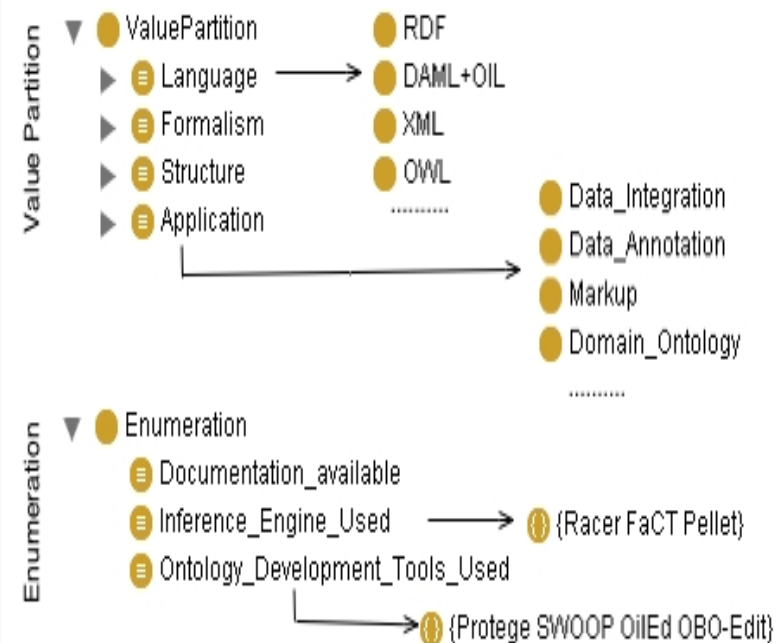 Value Partition
ValuePartition
Language
Formalism
Structure
Application
RDF
DAML+OIL
XML
OWL
..........
Data_Integration
Data_Annotation
Markup
Domain_Ontology
..........
Enumeration
Enumeration
Documentation_available
Inference_Engine_Used
{Racer FaCT Pellet}
Ontology_Development_Tools_Used
{Protege SWOOP OilEd OBO-Edit}